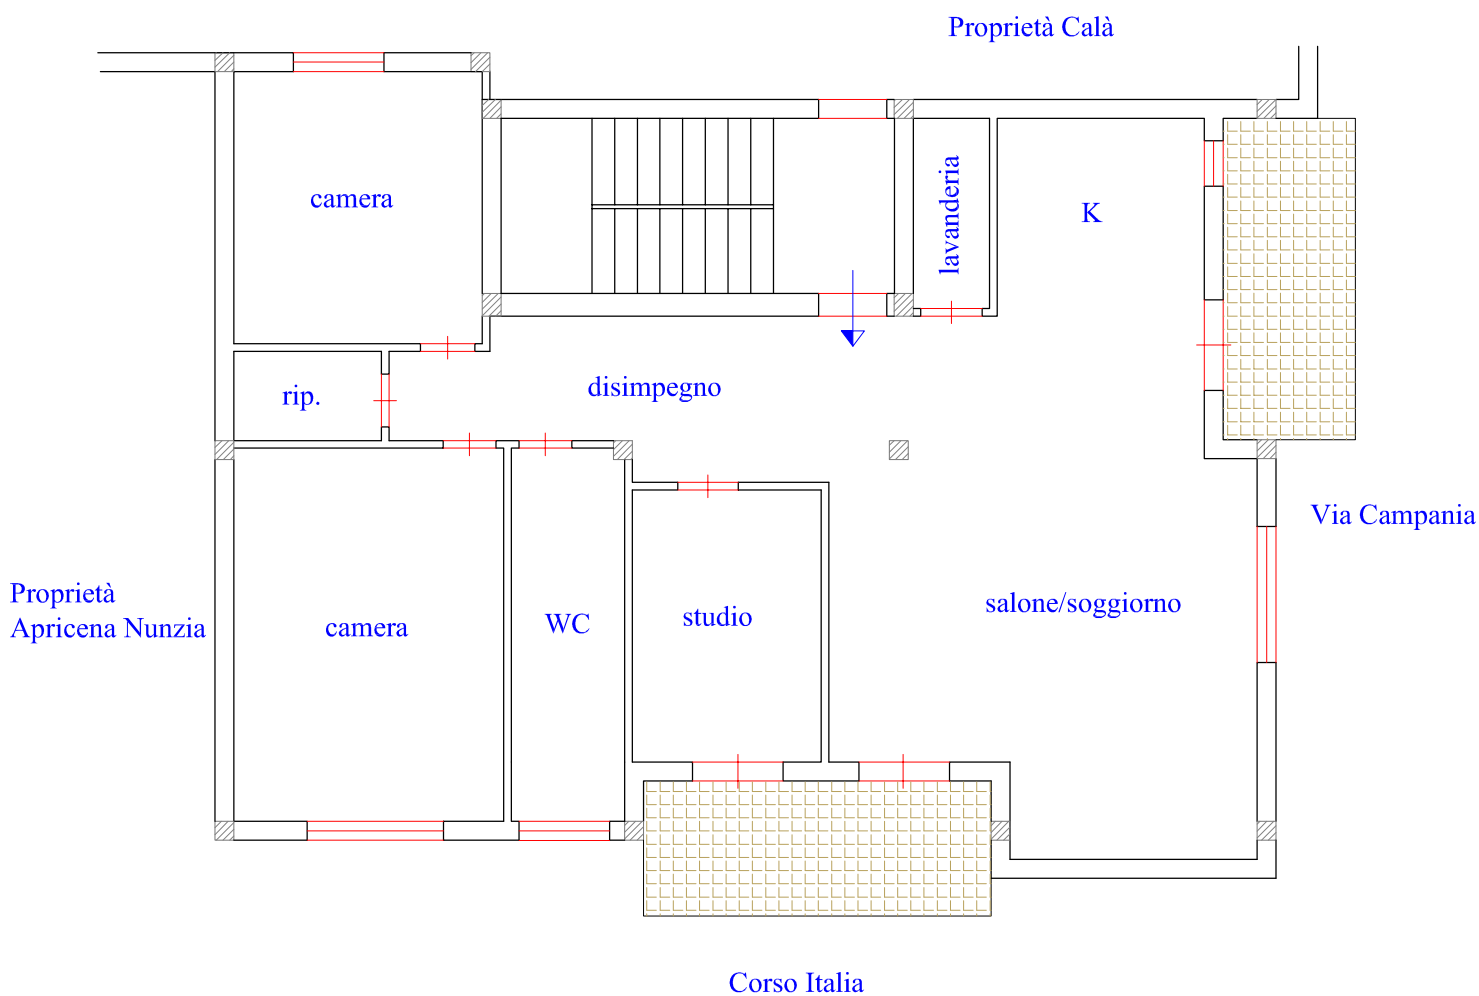 Proprietà Calà
camera
lavanderia
K
rip.
disimpegno
Via Campania
Proprietà
Apricena Nunzia
camera
WC
studio
salone/soggiorno
Corso Italia